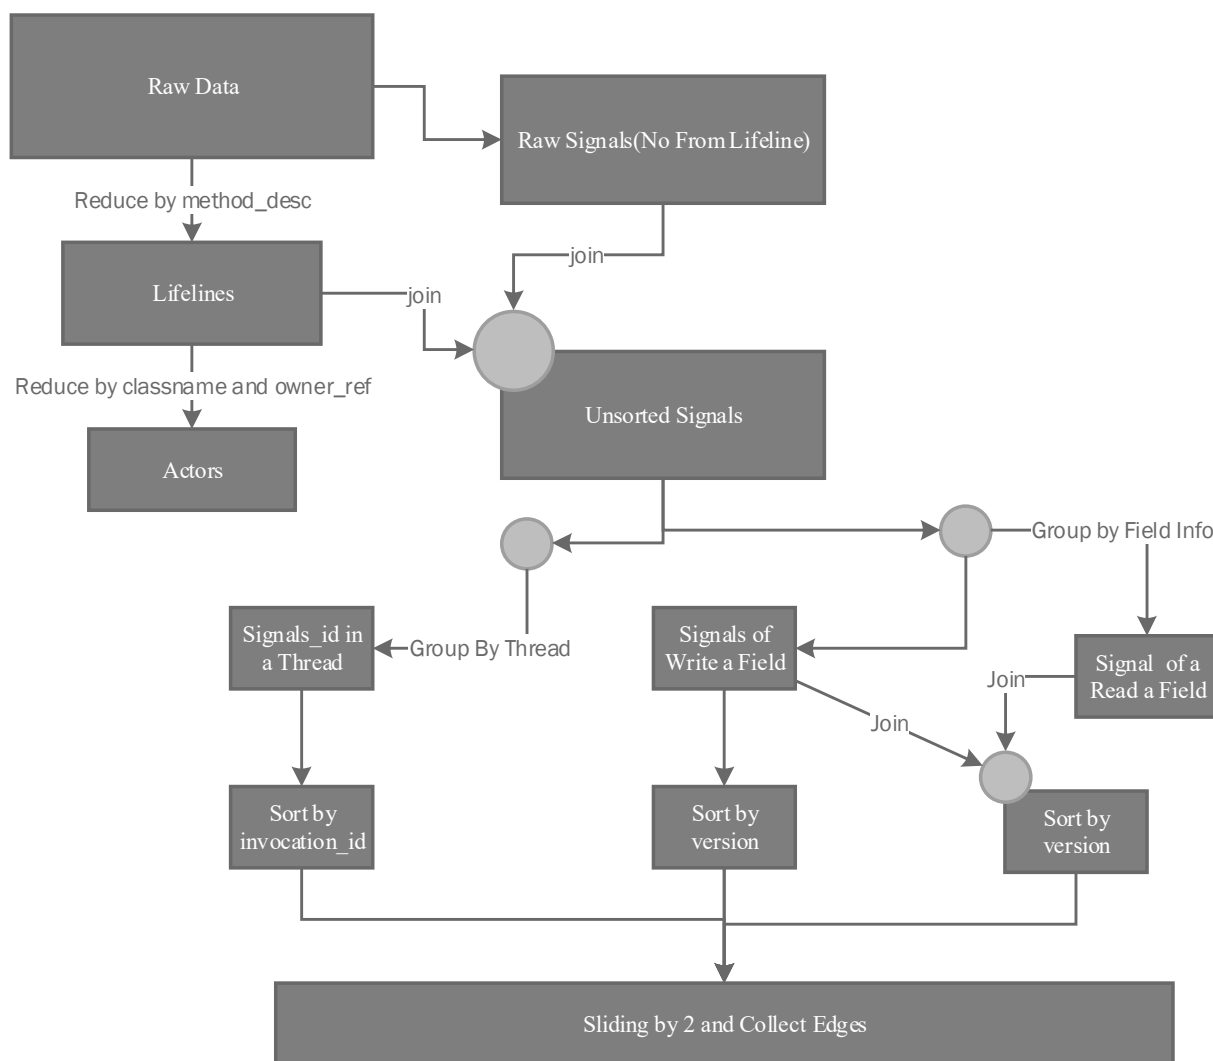 Raw Data
Raw Signals(No From Lifeline)
Reduce by method_desc
join
Lifelines
join
Reduce by classname and owner_ref
Unsorted Signals
Actors
Group by Field Info
Signals_id in
a Thread
Group By Thread
Signals of
Write a Field
Signal of a
Read a Field
Join
Join
Sort by
invocation_id
Sort by
version
Sort by
version
Sliding by 2 and Collect Edges